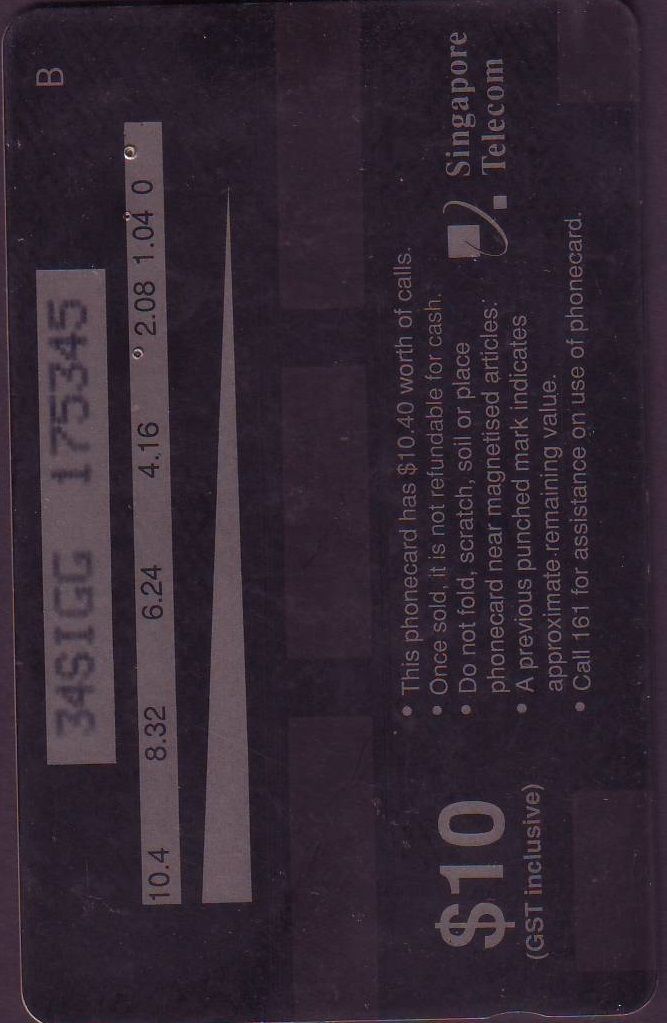 B
34SIGG 175345
10.4 8.32 6.24 4.16 2.08 1.04 0
$10
(GST inclusive)
• This phonecard has $10.40 worth of calls.
• Once sold, it is not refundable for cash.
• Do not fold, scratch, soil or place
phonecard near magnetised articles.
• A previous punched mark indicates
approximate remaining value.
• Call 161 for assistance on use of phonecard.
Singapore
Telecom